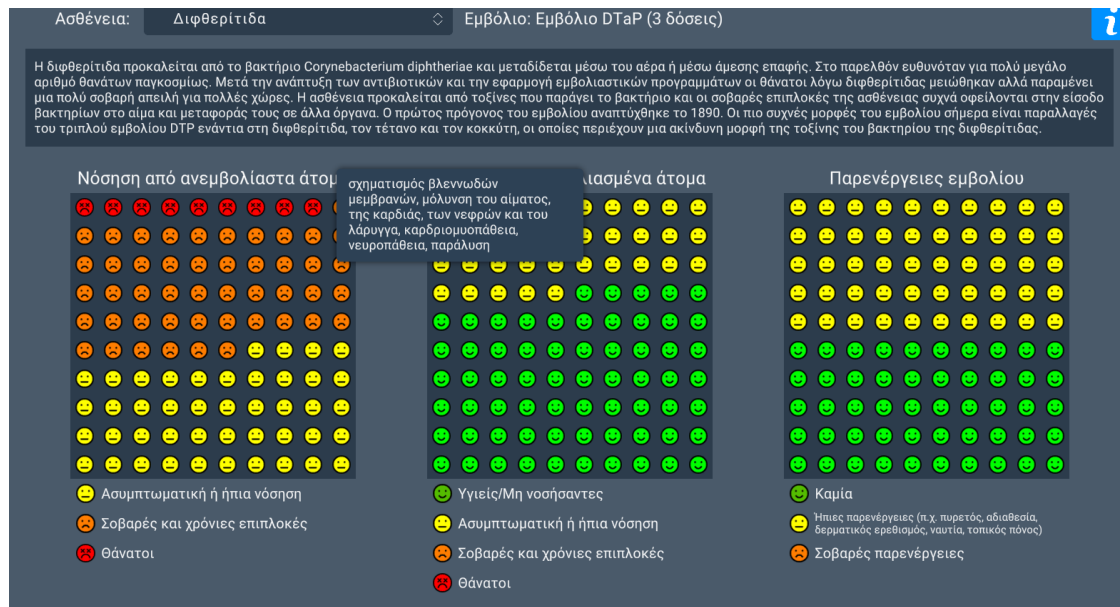 Ασθένεια:
Διφθερίτιδα
Εμβόλιο: Εμβόλιο DTaP (3 δόσεις)
i
Η διφθερίτιδα προκαλείται από το βακτήριο Corynebacterium diphtheriae και μεταδίδεται μέσω του αέρα ή μέσω άμεσης επαφής. Στο παρελθόν ευθυνόταν για πολύ μεγάλο
αριθμό θανάτων παγκοσμίως. Μετά την ανάπτυξη των αντιβιοτικών και την εφαρμογή εμβολιαστικών προγραμμάτων οι θάνατοι λόγω διφθερίτιδας μειώθηκαν αλλά παραμένει
μια πολύ σοβαρή απειλή για πολλές χώρες. Η ασθένεια προκαλείται από τοξίνες που παράγει το βακτήριο και οι σοβαρές επιπλοκές της ασθένειας συχνά οφείλονται στην είσοδο
βακτηρίων στο αίμα και μεταφοράς τους σε άλλα όργανα. Ο πρώτος πρόγονος του εμβολίου αναπτύχθηκε το 1890. Οι πιο συχνές μορφές του εμβολίου σήμερα είναι παραλλαγές
του τριπλού εμβολίου DTP ενάντια στη διφθερίτιδα, τον τέτανο και τον κοκκύτη, οι οποίες περιέχουν μια ακίνδυνη μορφή της τοξίνης του βακτηρίου της διφθερίτιδας.
Νόσηση από ανεμβολίαστα
σχηματισμός βλεννωδών
μεμβρανών, μόλυνση του αίματος,
της καρδιάς, των νεφρών και του
λάρυγγα, καρδριομυοπάθεια,
νευροπάθεια, παράλυση
άτομα
Παρενέργειες εμβολίου
Ασυμπτωματική ή ήπια νόσηση
Σοβαρές και χρόνιες επιπλοκές
Θάνατοι
Υγιείς/Μη νοσήσαντες
Ασυμπτωματική ή ήπια νόσηση
Σοβαρές και χρόνιες επιπλοκές
Θάνατοι
Καμία
Ήπιες παρενέργειες (π.χ. πυρετός, αδιαθεσία,
δερματικός ερεθισμός, ναυτία, τοπικός πόνος)
Σοβαρές παρενέργειες